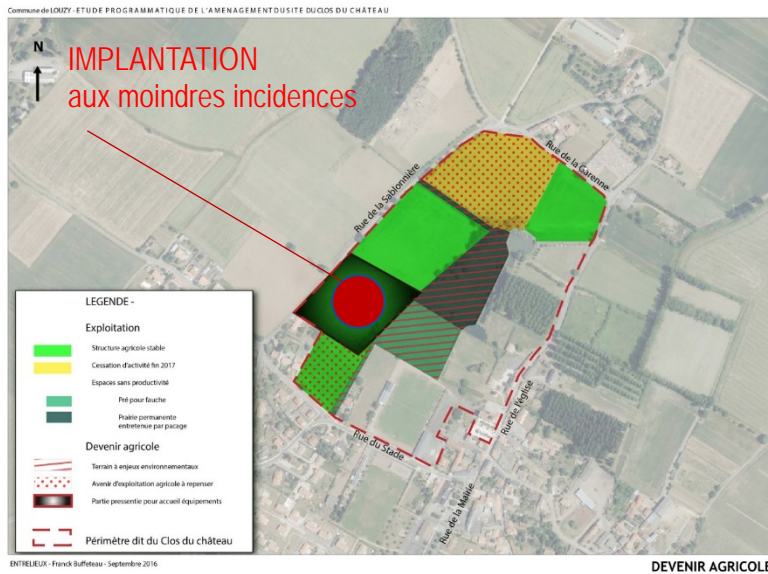 Commune de LOUZY - ETUDE PROGRAMMATIQUE DE L'AMENAGEMENT DU SITE DU CLOS DU CHÂTEAU
N
IMPLANTATION
aux moindres incidences
Rue de la Garenne
Rue de la Sablonnière
LEGENDE -
Exploitation
Structure agricole stable
Cessation d'activité fin 2017
Espaces sans productivité
Pré pour fauche
Prairie permanente
entretenue par pacage
Devenir agricole
Terrain à enjeux environnementaux
Avenir d'exploitation agricole à repenser
Partie pressentie pour accueil équipements
Périmètre dit du Clos du château
Rue de l'église
Rue du Stade
Rue de la Mairie
ENTRELIEUX - Franck Buffeteau - Septembre 2016
DEVENIR AGRICOLE